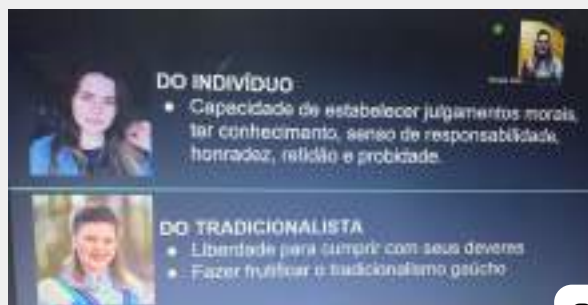 DO INDIVÍDUO
• Capacidade de estabelecer julgamentos morais,
ter conhecimento, senso de responsabilidade,
honradez, retidão e probidade.
DO TRADICIONALISTA
• Liberdade para cumprir com seus deveres
• Fazer frutificar o tradicionalismo gaúcho